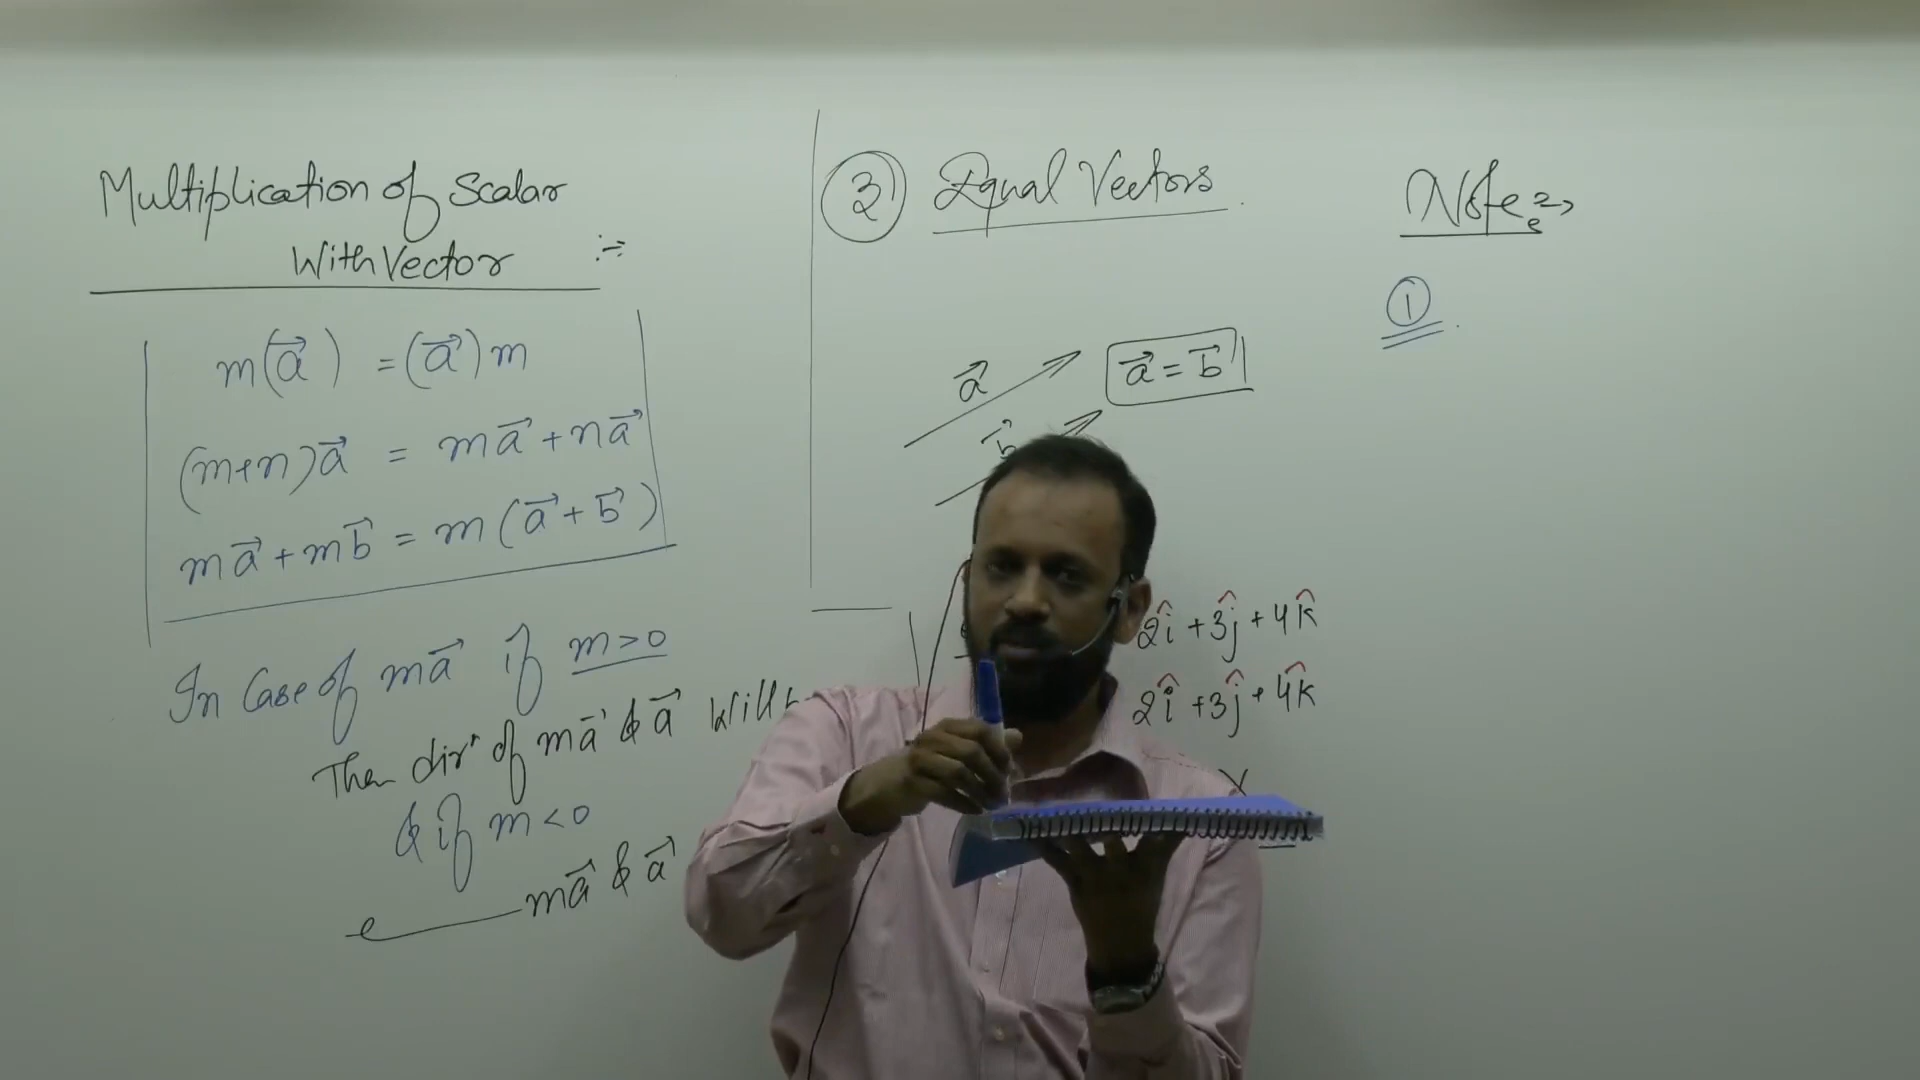 Multiplication of Scalar
With Vector :-
m(a⃗) = (a⃗)m
(m+n)a⃗ = ma⃗ + na⃗
ma⃗ + mb⃗ = m(a⃗ + b⃗)
In Case of ma⃗ if m>0
Then dirⁿ of ma⃗ & a⃗ Will
& if m<0
ma⃗ & a⃗
③ Equal Vectors
a⃗
a⃗ = b⃗
b⃗
2î + 3ĵ + 4k̂
2î + 3ĵ + 4k̂
Note
①